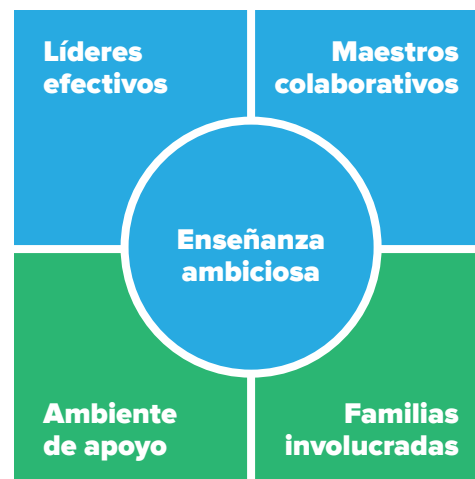 Líderes
efectivos
Maestros
colaborativos
Enseñanza
ambiciosa
Ambiente
de apoyo
Familias
involucradas